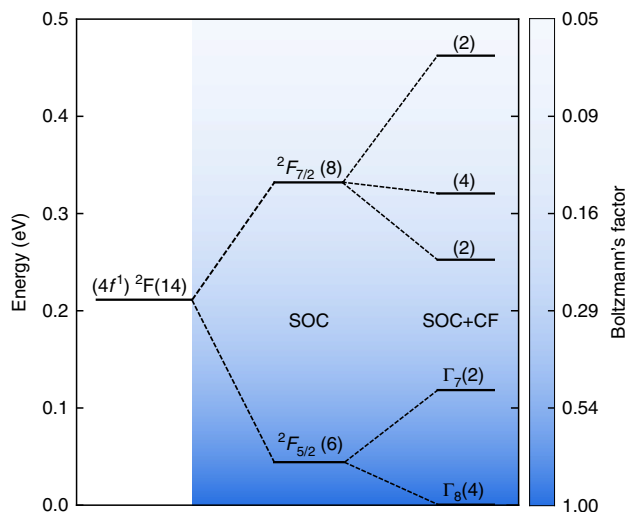 0.5
0.4
0.3
0.2
0.1
0.0
Energy (eV)
(4f¹) ²F(14)
²F₇/₂ (8)
SOC
²F₅/₂ (6)
(2)
(4)
(2)
SOC+CF
Γ₇(2)
Γ₈(4)
0.05
0.09
0.16
0.29
0.54
1.00
Boltzmann's factor